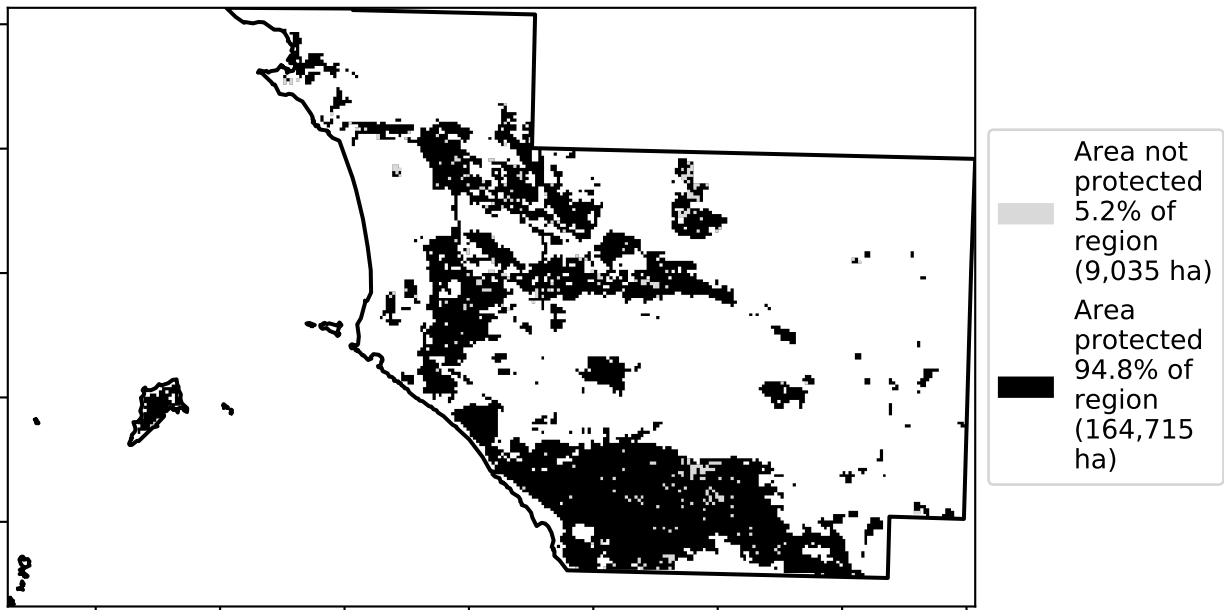 Area not
protected
5.2% of
region
(9,035 ha)
Area
protected
94.8% of
region
(164,715
ha)